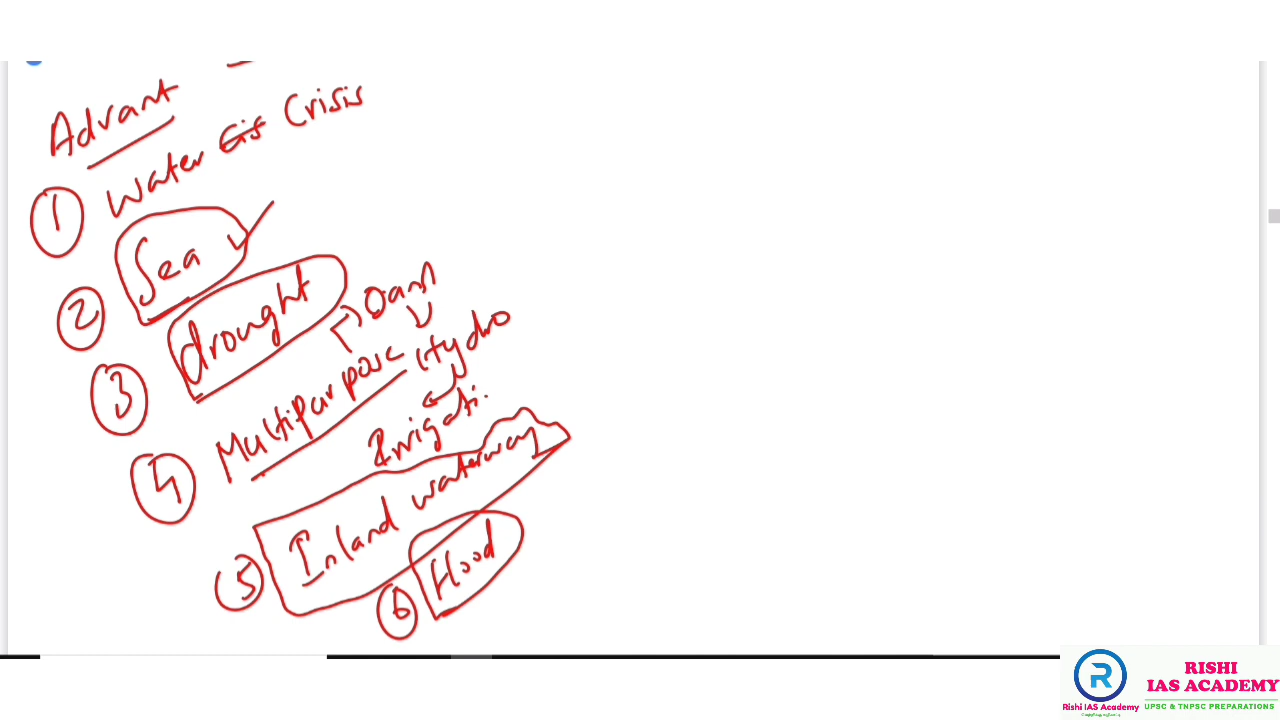 Advant
① Water Cris Crisis
② Sea
③ drought
④ Multipurpose
Dam
Hydro
Irrigati.
⑤ Inland waterway
⑥ Flood
R
Rishi IAS Academy
RISHI
IAS ACADEMY
UPSC & TNPSC PREPARATIONS